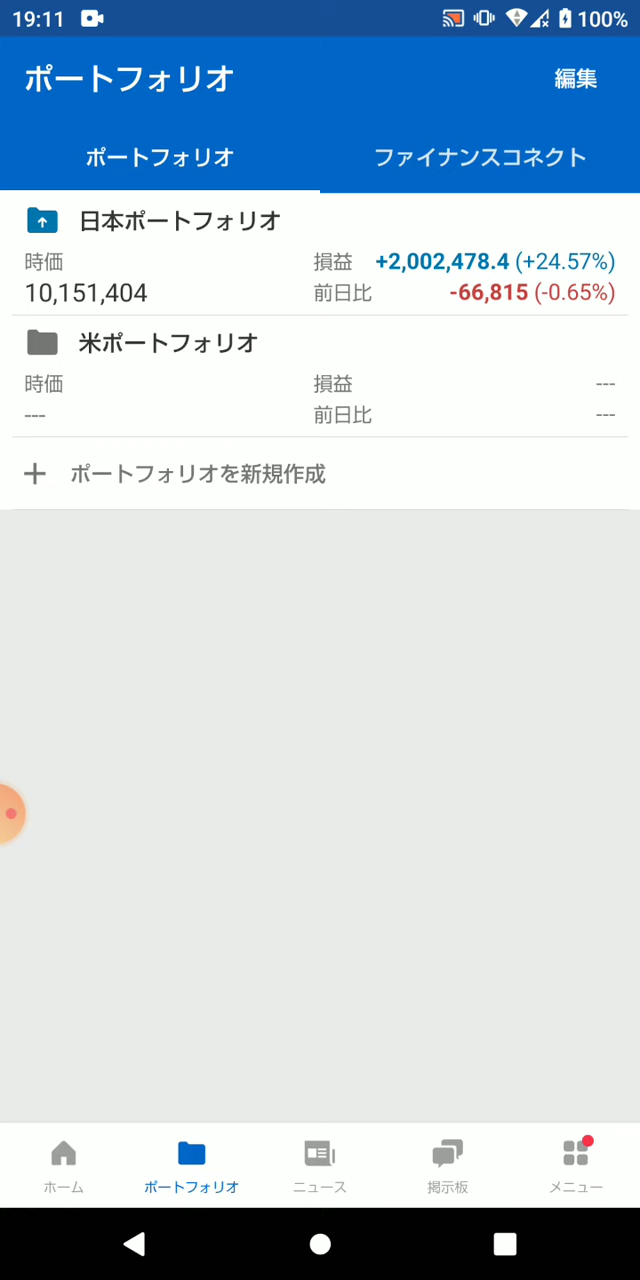 19:11 100%
ポートフォリオ 編集
ポートフォリオ ファイナンスコネクト
日本ポートフォリオ
時価 損益 +2,002,478.4 (+24.57%)
10,151,404 前日比 -66,815 (-0.65%)
米ポートフォリオ
時価 損益 ---
--- 前日比 ---
+ ポートフォリオを新規作成
ホーム ポートフォリオ ニュース 掲示板 メニュー